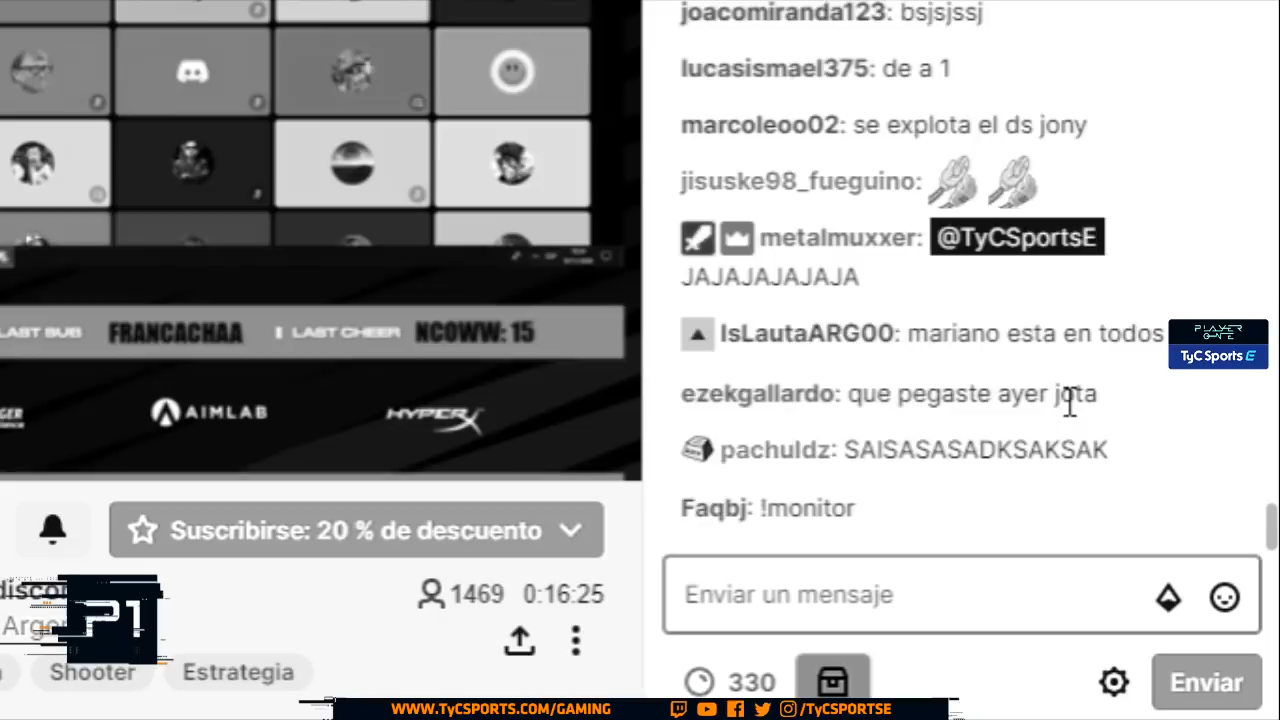 joacomiranda123: bsjsjssj
lucasismael375: de a 1
marcoleoo02: se explota el ds jony
jisuske98_fueguino:
metalmuxxer: @TyCSportsE
JAJAJAJAJAJA
IsLautaARG00: mariano esta en todos
ezekgallardo: que pegaste ayer jota
pachuldz: SAISASASADKSAKSAK
Faqbj: !monitor
Enviar un mensaje
330
Enviar
LAST SUB FRANCACHAA LAST CHEER NCOWW: 15
AIMLAB HYPERX
Suscribirse: 20 % de descuento
1469 0:16:25
Shooter Estrategia
P1
PLAYER ONE
TyC Sports E
WWW.TyCSPORTS.COM/GAMING /TyCSPORTSE